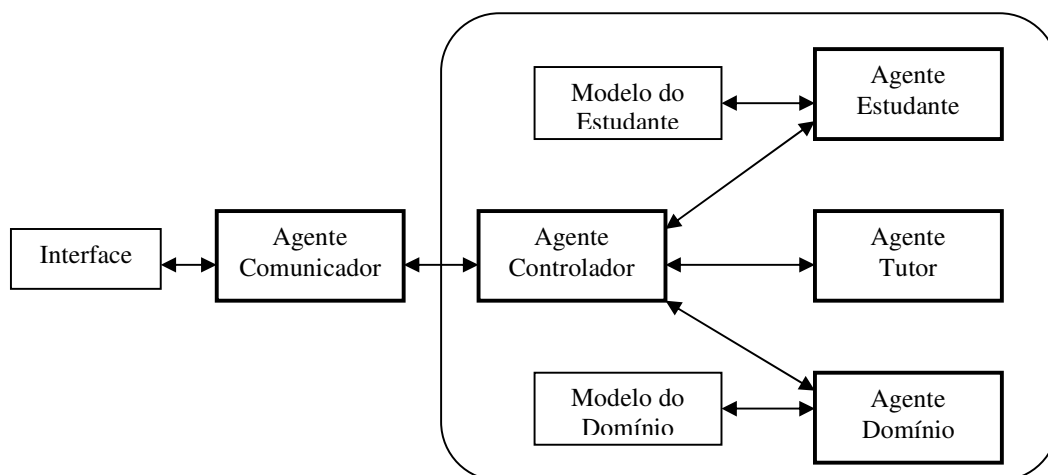 Modelo do
Estudante
Agente
Estudante
Interface
Agente
Comunicador
Agente
Controlador
Agente
Tutor
Modelo do
Domínio
Agente
Domínio